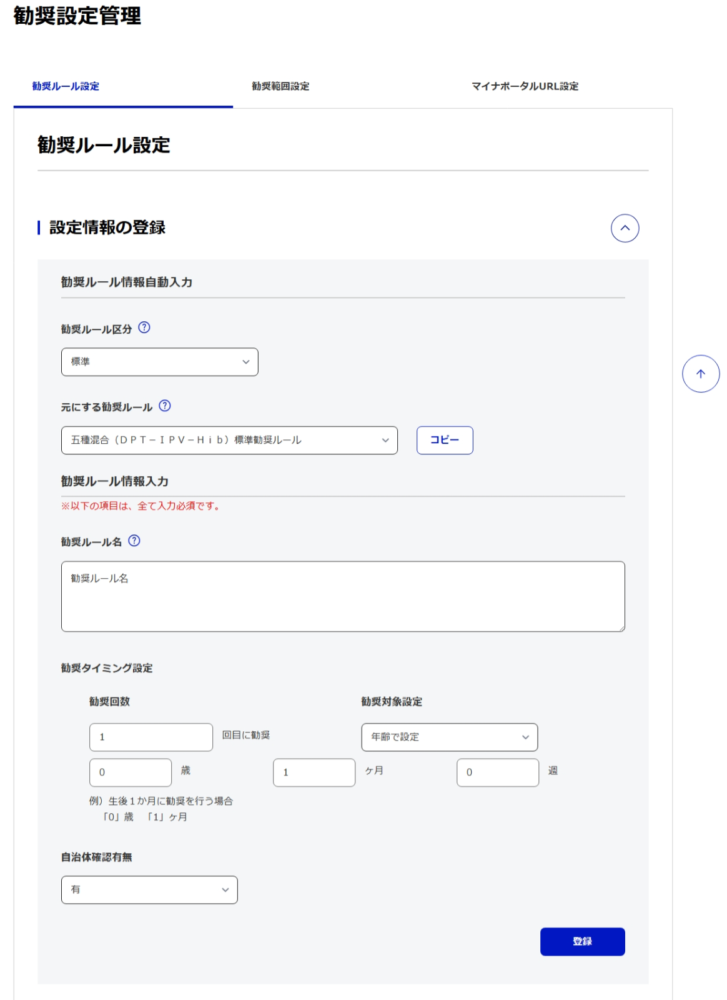 勧奨設定管理
勧奨ルール設定
勧奨範囲設定
マイナポータルURL設定
勧奨ルール設定
設定情報の登録
勧奨ルール情報自動入力
勧奨ルール区分 ?
標準
元にする勧奨ルール ?
五種混合（ＤＰＴ－ＩＰＶ－Ｈｉｂ）標準勧奨ルール
コピー
勧奨ルール情報入力
※以下の項目は、全て入力必須です。
勧奨ルール名 ?
勧奨ルール名
勧奨タイミング設定
勧奨回数
勧奨対象設定
1 回目に勧奨
年齢で設定
0 歳 1 ケ月 0 週
例）生後１か月に勧奨を行う場合
「0」歳 「1」ヶ月
自治体確認有無
有
登録